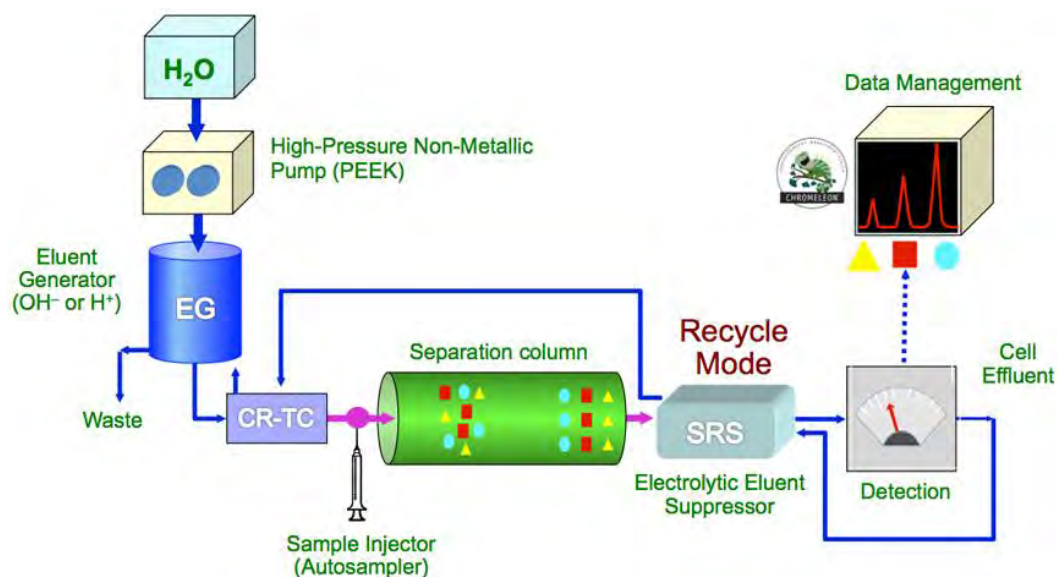 H₂O
High-Pressure Non-Metallic
Pump (PEEK)
Eluent
Generator
(OH⁻ or H⁺)
EG
Waste
CR-TC
Separation column
Sample Injector
(Autosampler)
Recycle
Mode
SRS
Electrolytic Eluent
Suppressor
Data Management
CHROMELEON
Cell
Effluent
Detection